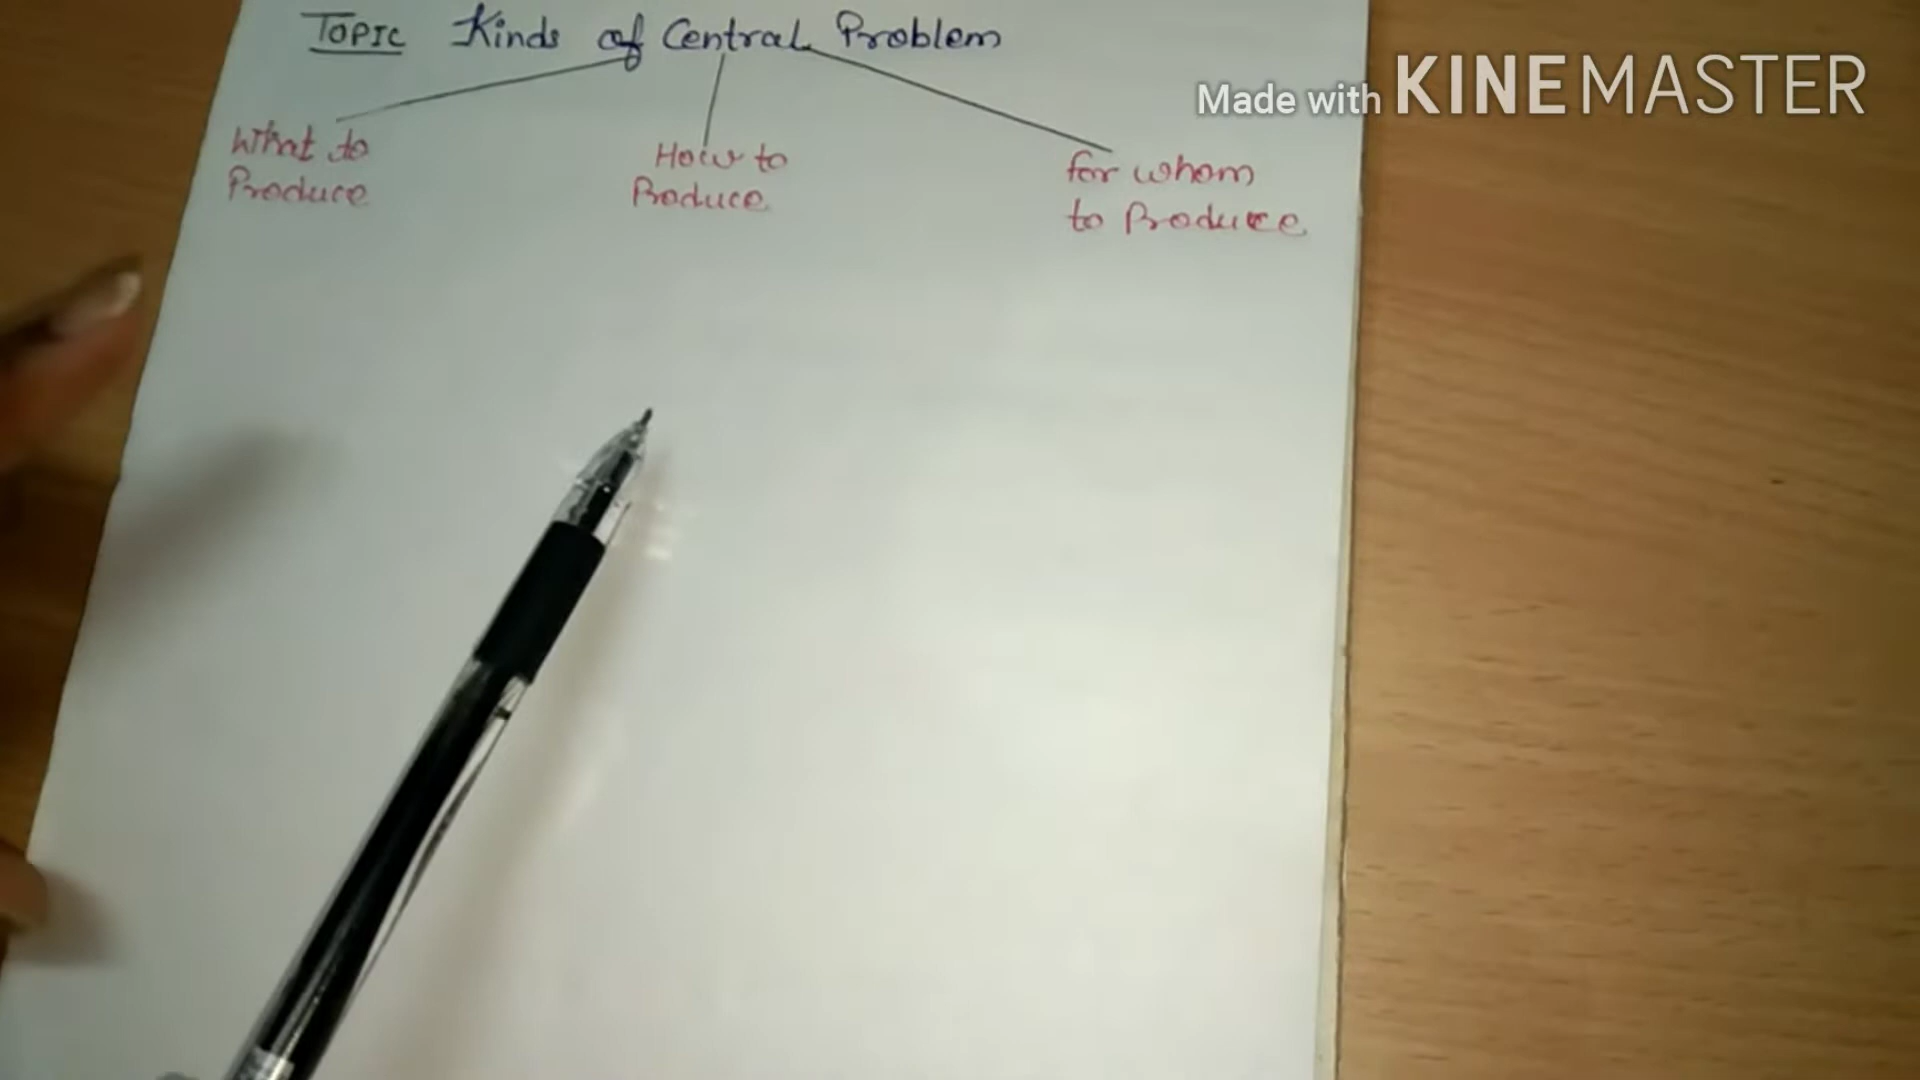 Topic Kinds of Central Problem
Made with KINEMASTER
What to
Produce
How to
Produce
for whom
to Produce